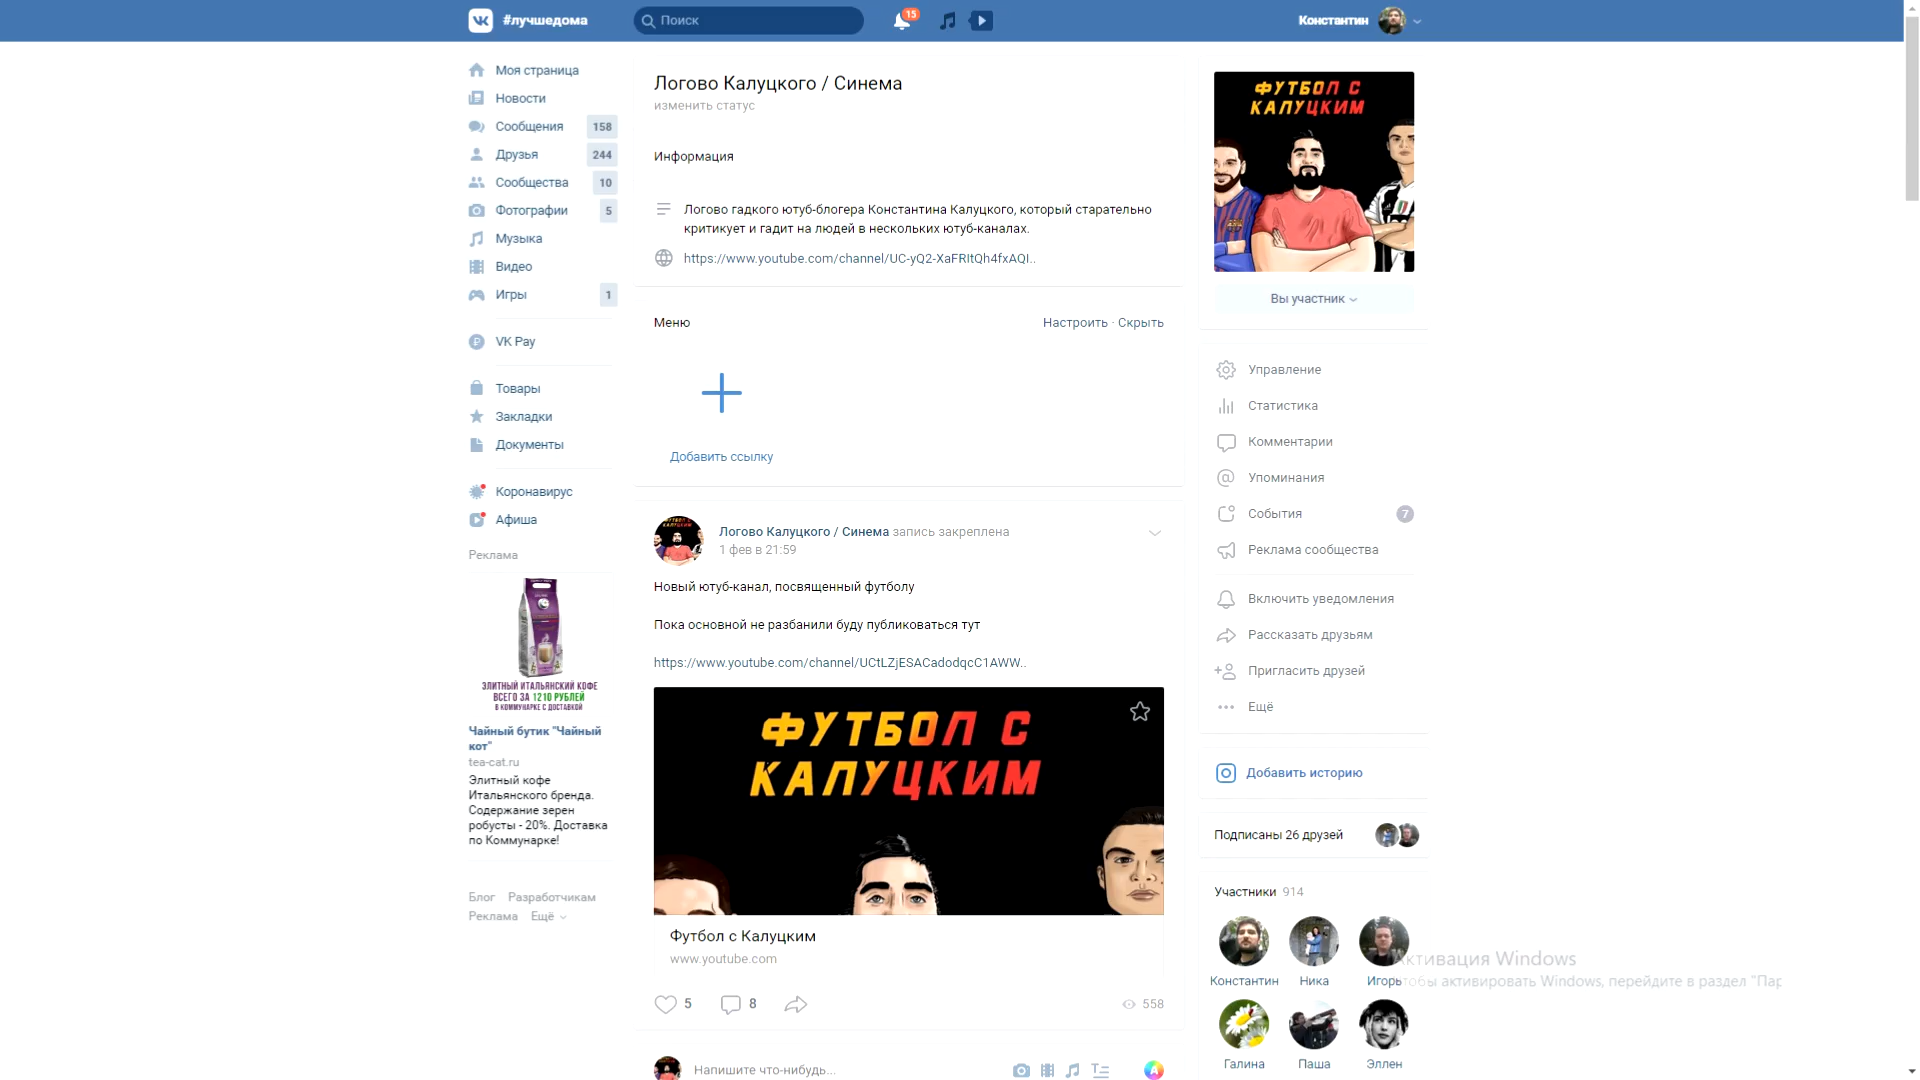 #лучшедома
Поиск
15
Константин
Моя страница
Новости
Сообщения 158
Друзья 244
Сообщества 10
Фотографии 5
Музыка
Видео
Игры 1
VK Pay
Товары
Закладки
Документы
Коронавирус
Афиша
Реклама
ЭЛИТНЫЙ ИТАЛЬЯНСКИЙ КОФЕ
ВСЕГО ЗА 1210 РУБЛЕЙ
В КОММУНАРКЕ С ДОСТАВКОЙ
Чайный бутик "Чайный
кот"
tea-cat.ru
Элитный кофе
Итальянского бренда.
Содержание зерен
робусты - 20%. Доставка
по Коммунарке!
Блог Разработчикам
Реклама Ещё
Логово Калуцкого / Синема
изменить статус
Информация
Логово гадкого ютуб-блогера Константина Калуцкого, который старательно
критикует и гадит на людей в нескольких ютуб-каналах.
https://www.youtube.com/channel/UC-yQ2-XaFRItQh4fxAQI..
Меню
Настроить · Скрыть
Добавить ссылку
Логово Калуцкого / Синема запись закреплена
1 фев в 21:59
Новый ютуб-канал, посвященный футболу
Пока основной не разбанили буду публиковаться тут
https://www.youtube.com/channel/UCtLZjESACadodqcC1AWW..
ФУТБОЛ С
КАЛУЦКИМ
Футбол с Калуцким
www.youtube.com
5 8 558
Напишите что-нибудь...
ФУТБОЛ С
КАЛУЦКИМ
Вы участник
Управление
Статистика
Комментарии
Упоминания
События 7
Реклама сообщества
Включить уведомления
Рассказать друзьям
Пригласить друзей
Ещё
Добавить историю
Подписаны 26 друзей
Участники 914
Константин Ника Игорь
Галина Паша Эллен
Активация Windows
Чтобы активировать Windows, перейдите в раздел "Пар